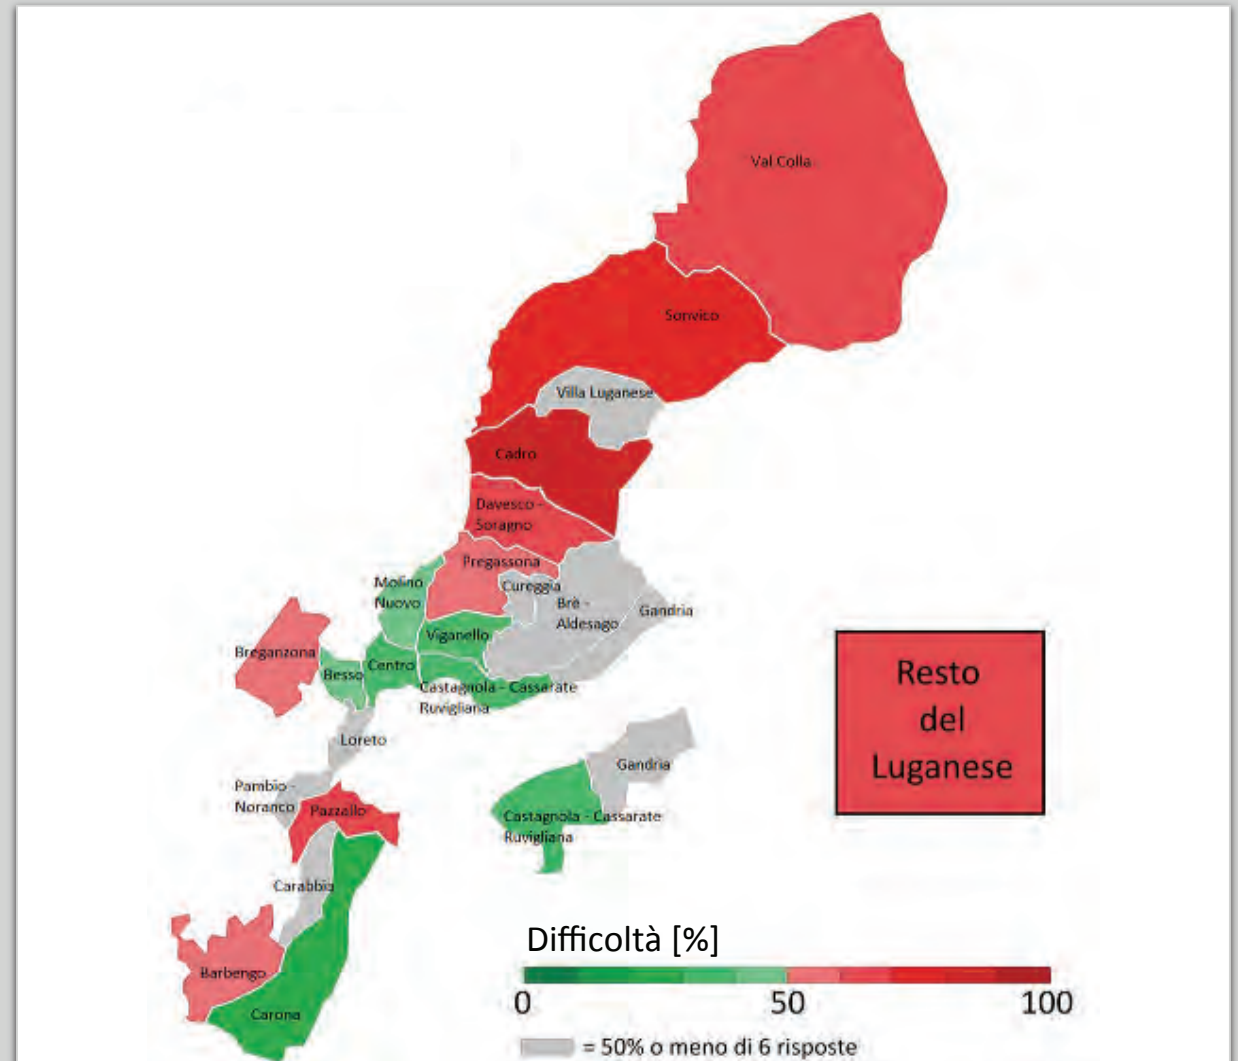 Val Colla
Sonvico
Villa Luganese
Cadro
Davesco -
Soragno
Pregassona
Molino
Nuovo
Cureggia
Brè -
Aldesago
Gandria
Viganello
Breganzona
Besso
Centro
Castagnola - Cassarate
Ruvigliana
Loreto
Gandria
Pambio -
Noranco
Pazzallo
Castagnola - Cassarate
Ruvigliana
Resto
del
Luganese
Carabbia
Barbengo
Carona
Difficoltà [%]
0 50 100
= 50% o meno di 6 risposte